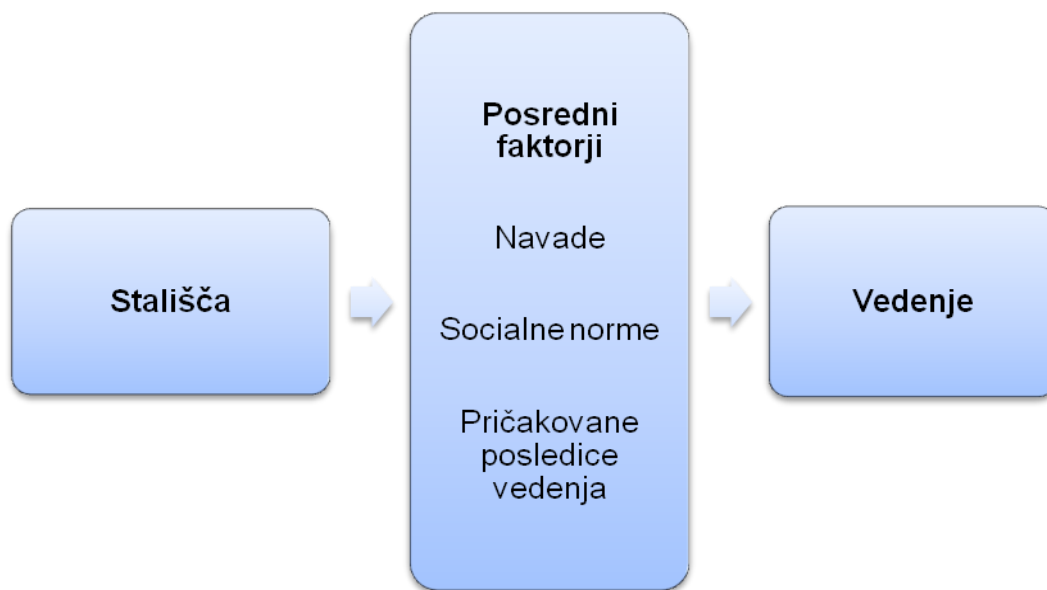 Stališča
Posredni
faktorji
Navade
Socialne norme
Pričakovane
posledice
vedenja
Vedenje